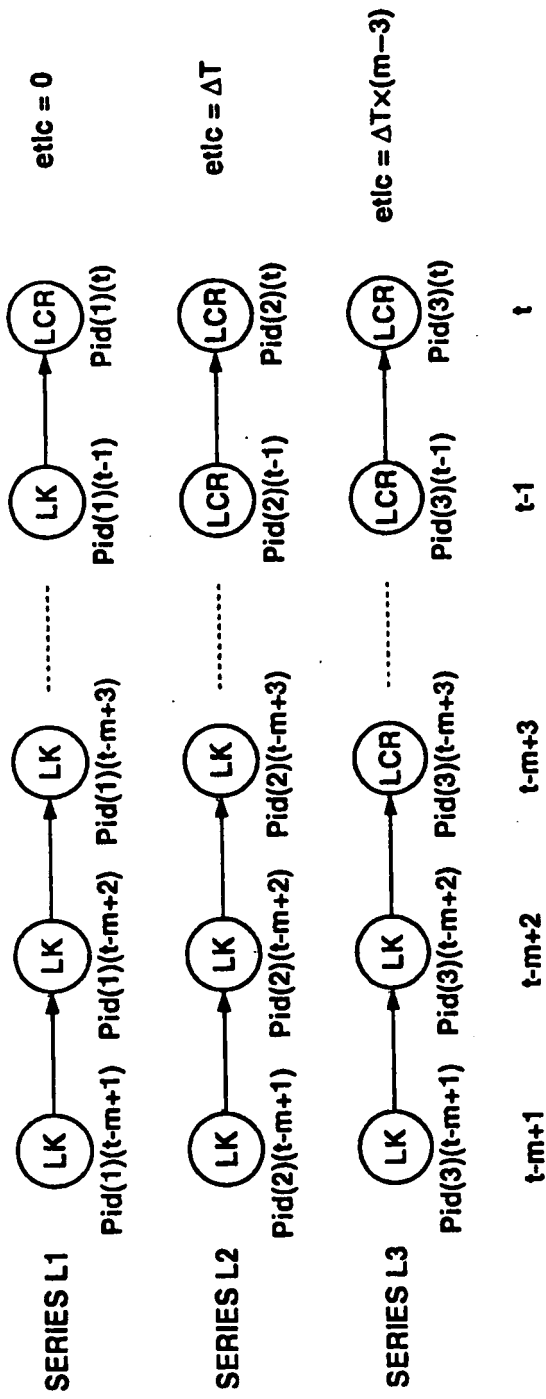 SERIES L1
LK LK LK LK LCR
etlc = 0
Pid(1)(t-m+1) Pid(1)(t-m+2) Pid(1)(t-m+3) Pid(1)(t-1) Pid(1)(t)
SERIES L2
LK LK LK LCR LCR
etlc = ΔT
Pid(2)(t-m+1) Pid(2)(t-m+2) Pid(2)(t-m+3) Pid(2)(t-1) Pid(2)(t)
SERIES L3
LK LK LCR LCR LCR
etlc = ΔT×(m−3)
Pid(3)(t-m+1) Pid(3)(t-m+2) Pid(3)(t-m+3) Pid(3)(t-1) Pid(3)(t)
t-m+1 t-m+2 t-m+3 t-1 t